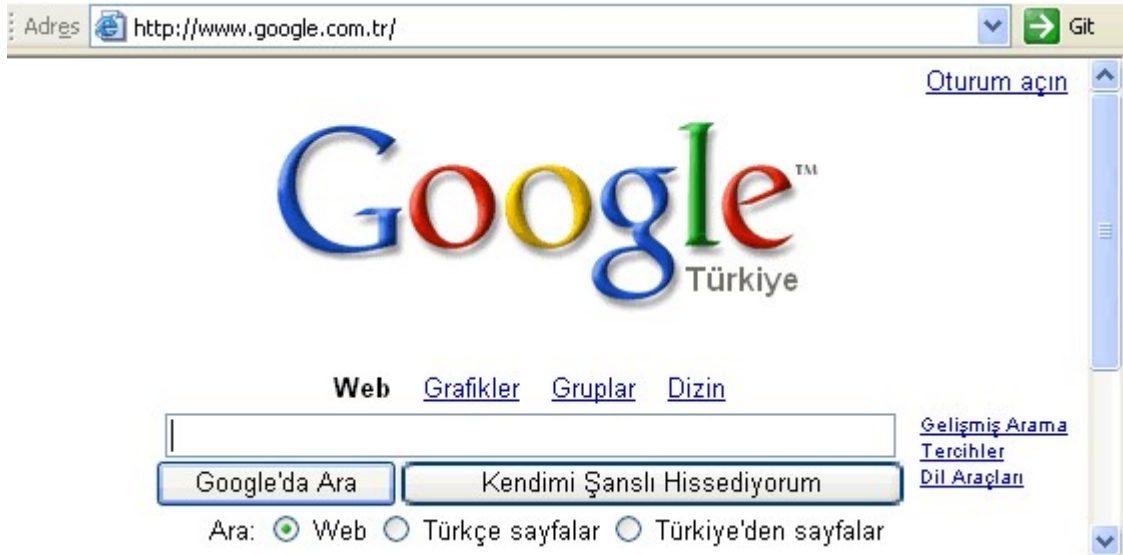 Adres http://www.google.com.tr/ Git
Oturum açın
Google™
Türkiye
Web Grafikler Gruplar Dizin
Gelişmiş Arama
Tercihler
Dil Araçları
Google'da Ara Kendimi Şanslı Hissediyorum
Ara: Web Türkçe sayfalar Türkiye'den sayfalar